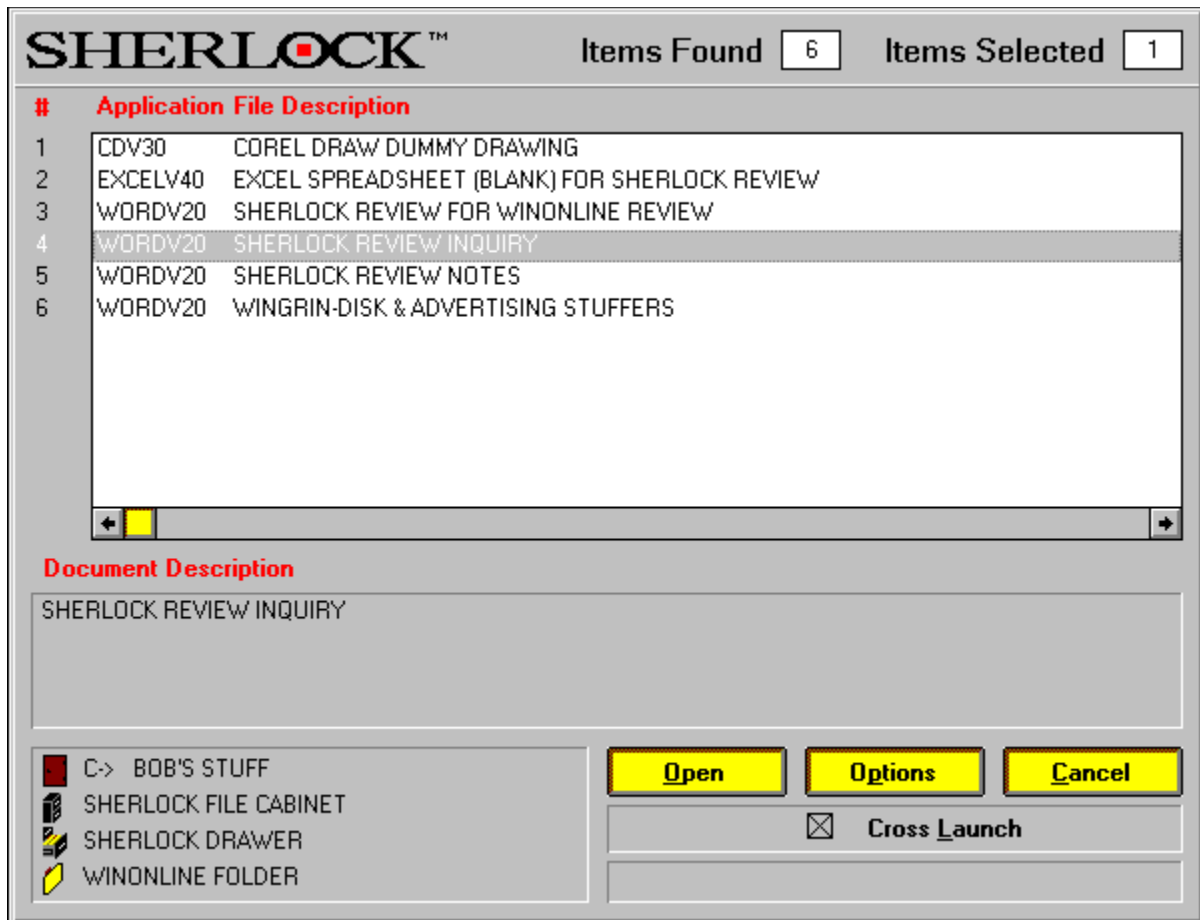 SHERLOCK™ Items Found 6 Items Selected 1
# Application File Description
1 CDV30 COREL DRAW DUMMY DRAWING
2 EXCELV40 EXCEL SPREADSHEET (BLANK) FOR SHERLOCK REVIEW
3 WORDV20 SHERLOCK REVIEW FOR WINONLINE REVIEW
4 WORDV20 SHERLOCK REVIEW INQUIRY
5 WORDV20 SHERLOCK REVIEW NOTES
6 WORDV20 WINGRIN-DISK & ADVERTISING STUFFERS
Document Description
SHERLOCK REVIEW INQUIRY
C-> BOB'S STUFF
SHERLOCK FILE CABINET
SHERLOCK DRAWER
WINONLINE FOLDER
Open Options Cancel
Cross Launch